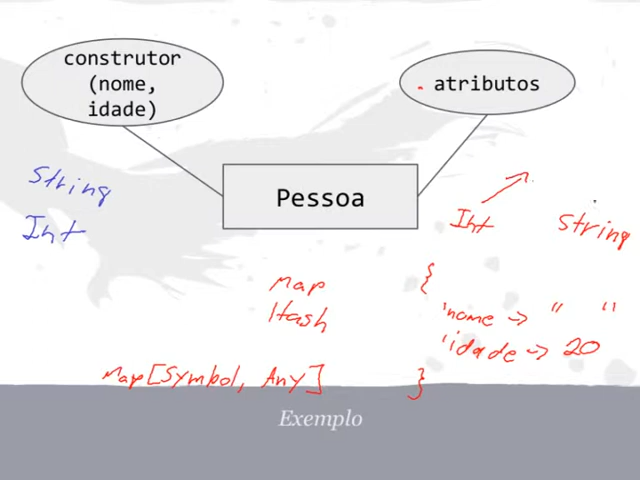 construtor
(nome,
idade)
. atributos
Pessoa
String
Int
Int
String
Map
Hash
{
'nome -> " "
'idade -> 20
}
Map[Symbol, Any]
Exemplo